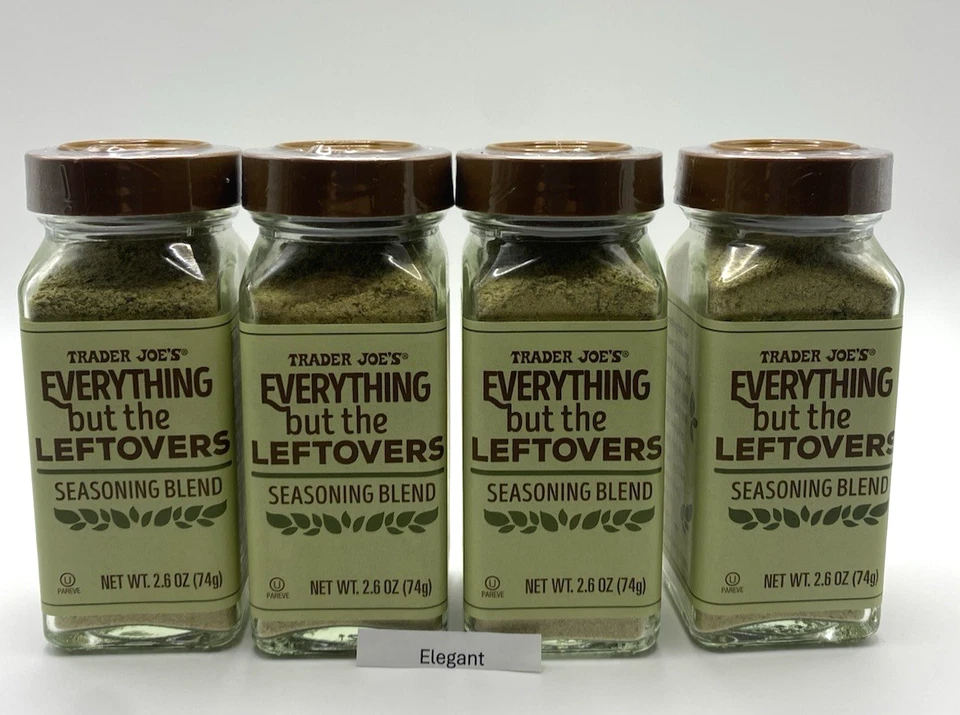 TRADER JOE'S®
EVERYTHING
but the
LEFTOVERS
SEASONING BLEND
U
PAREVE
NET WT. 2.6 OZ (74g)
TRADER JOE'S®
EVERYTHING
but the
LEFTOVERS
SEASONING BLEND
U
PAREVE
NET WT. 2.6 OZ (74g)
TRADER JOE'S®
EVERYTHING
but the
LEFTOVERS
SEASONING BLEND
U
PAREVE
NET WT. 2.6 OZ (74g)
TRADER JOE'S®
EVERYTHING
but the
LEFTOVERS
SEASONING BLEND
U
PAREVE
NET WT. 2.6 OZ (74g)
Elegant